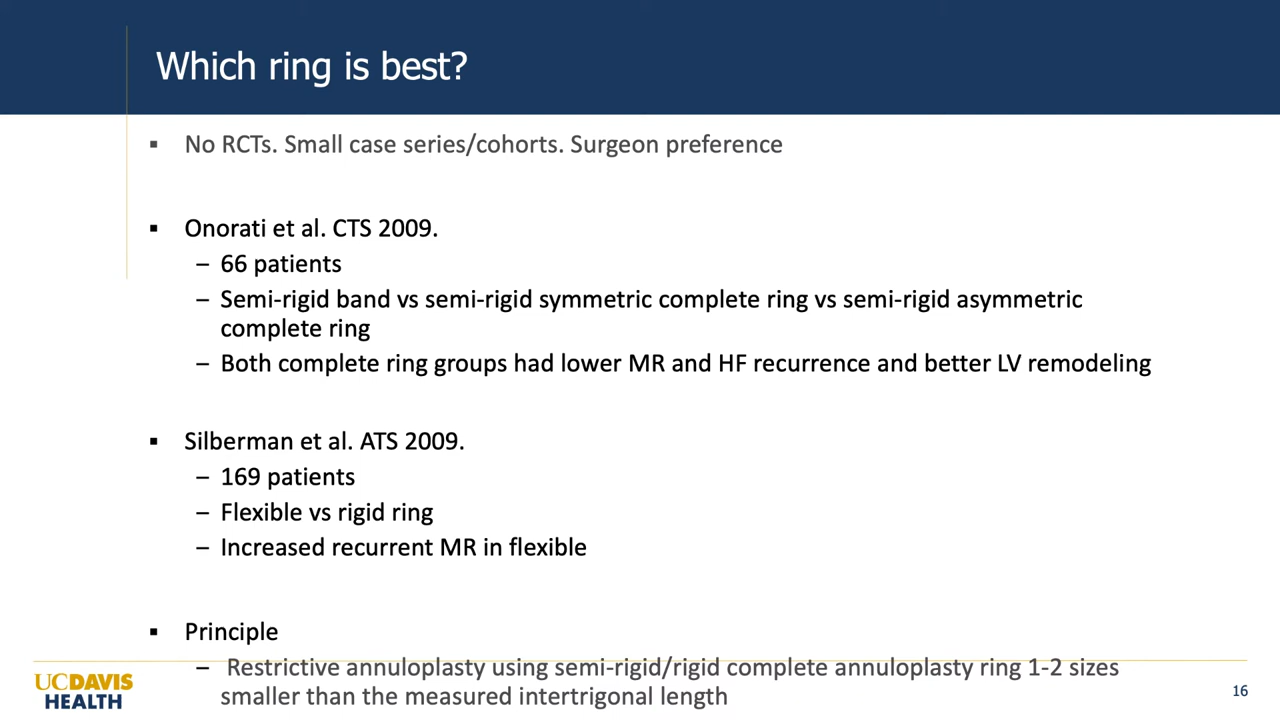 Which ring is best?
▪ No RCTs. Small case series/cohorts. Surgeon preference
▪ Onorati et al. CTS 2009.
– 66 patients
– Semi-rigid band vs semi-rigid symmetric complete ring vs semi-rigid asymmetric
complete ring
– Both complete ring groups had lower MR and HF recurrence and better LV remodeling
▪ Silberman et al. ATS 2009.
– 169 patients
– Flexible vs rigid ring
– Increased recurrent MR in flexible
▪ Principle
– Restrictive annuloplasty using semi-rigid/rigid complete annuloplasty ring 1-2 sizes
smaller than the measured intertrigonal length
UCDAVIS
HEALTH
16